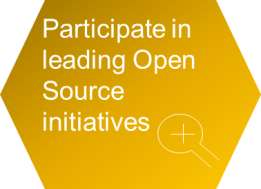 Participate in
leading Open
Source
initiatives